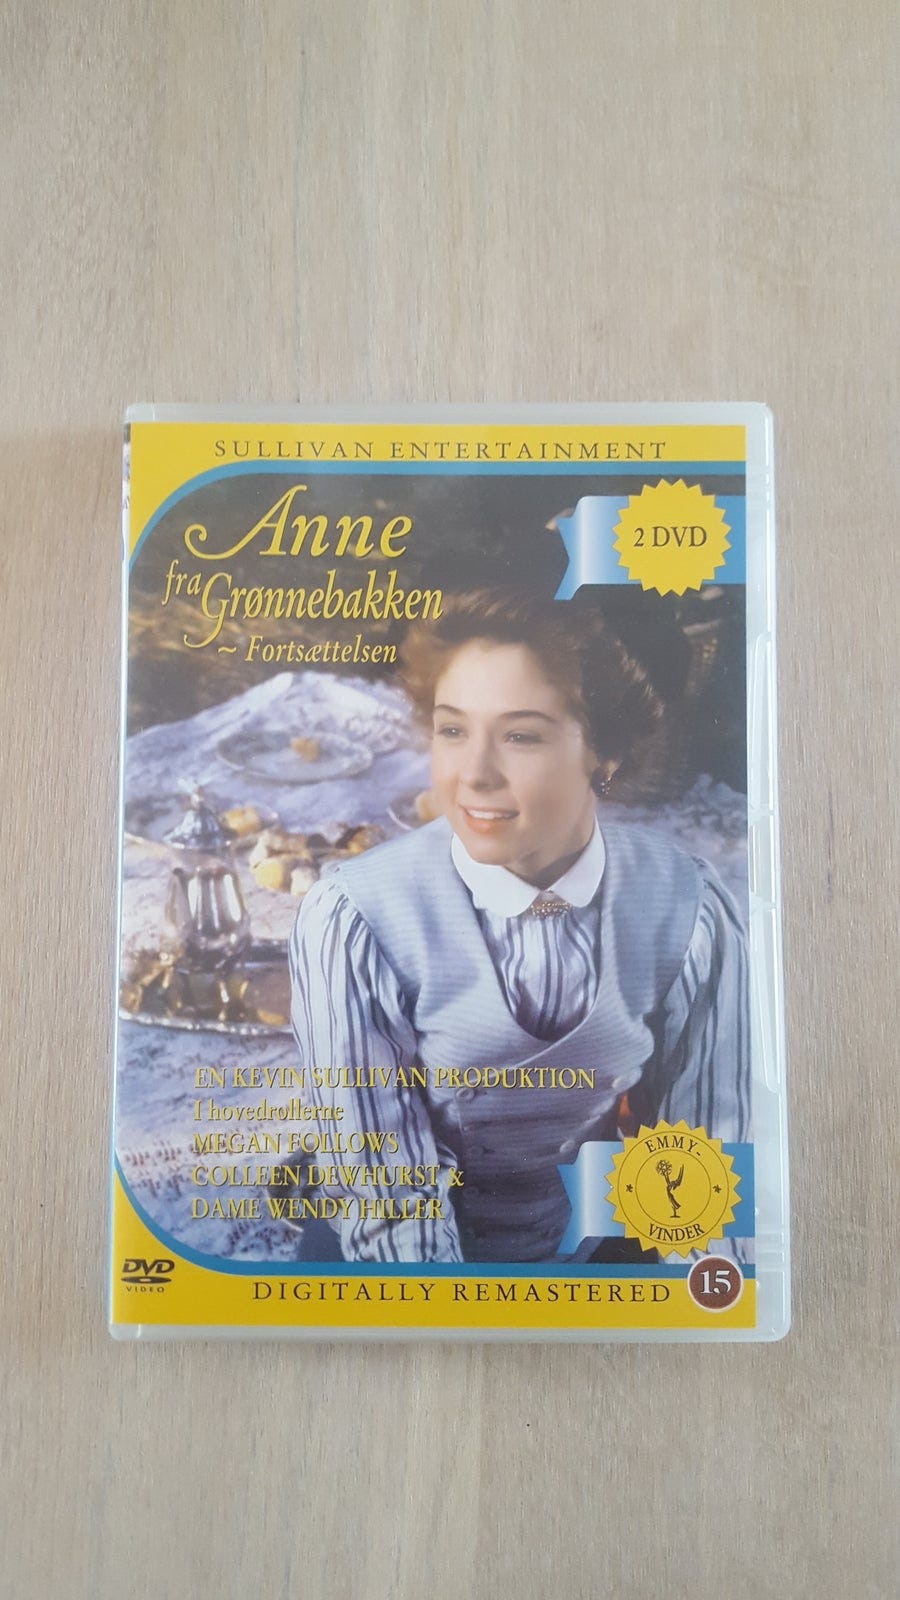 SULLIVAN ENTERTAINMENT
Anne
fra Grønnebakken
~ Fortsættelsen
2 DVD
EN KEVIN SULLIVAN PRODUKTION
I hovedrollerne
MEGAN FOLLOWS
COLLEEN DEWHURST &
DAME WENDY HILLER
EMMY-
VINDER
DVD
VIDEO
DIGITALLY REMASTERED
15